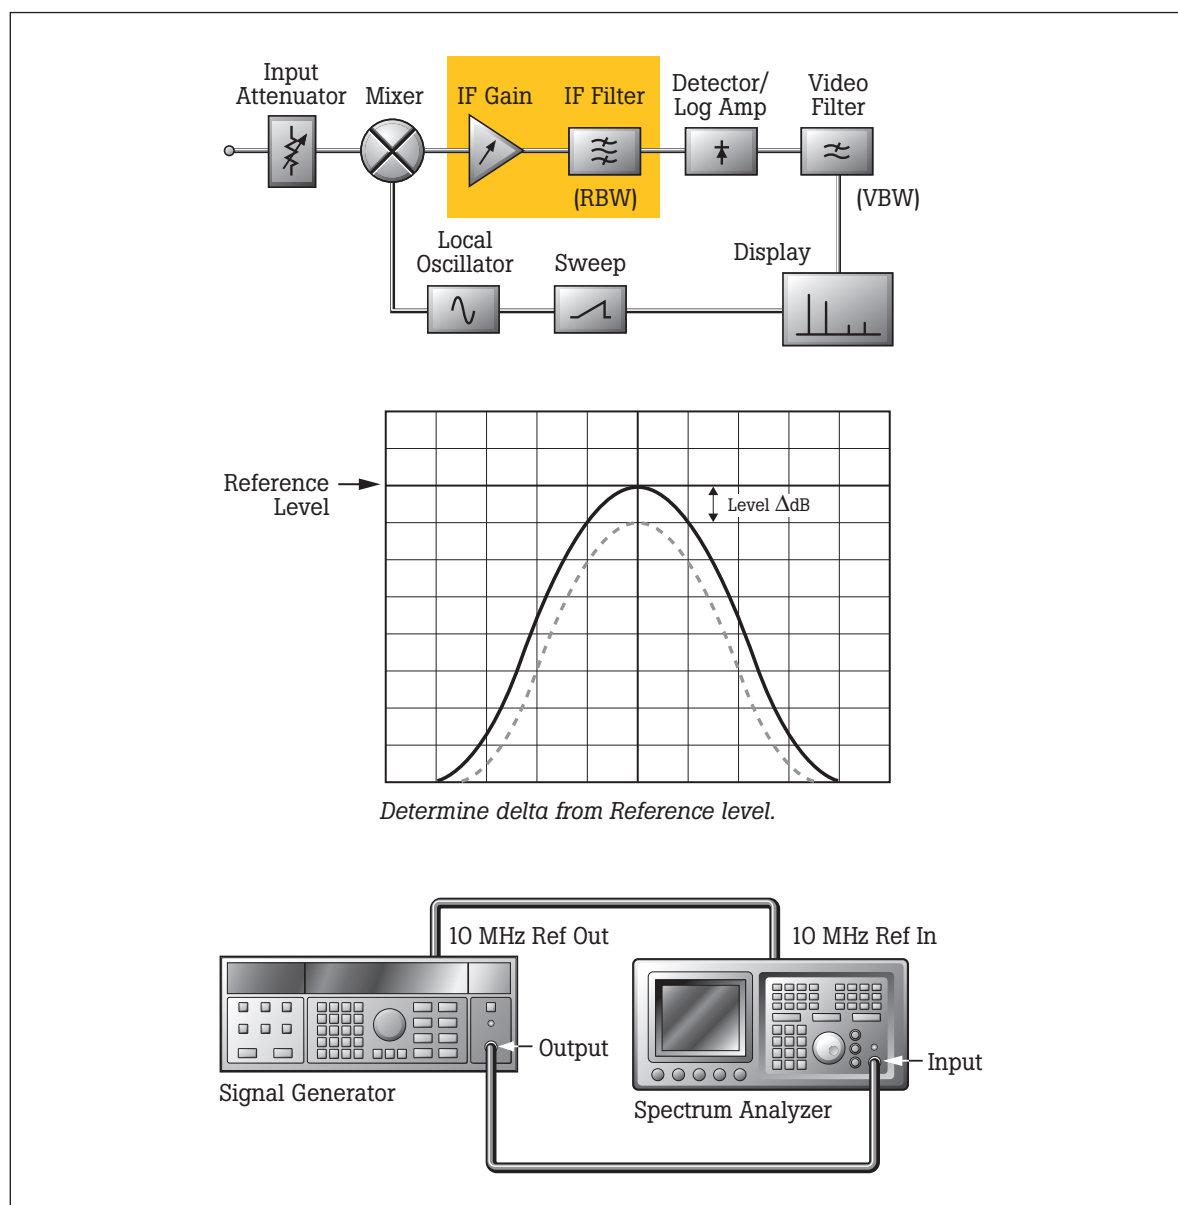 Input
Attenuator
Mixer
IF Gain
IF Filter
Detector/
Log Amp
Video
Filter
(RBW)
(VBW)
Local
Oscillator
Sweep
Display
Reference
Level
Level ΔdB
Determine delta from Reference level.
10 MHz Ref Out
10 MHz Ref In
Output
Input
Signal Generator
Spectrum Analyzer